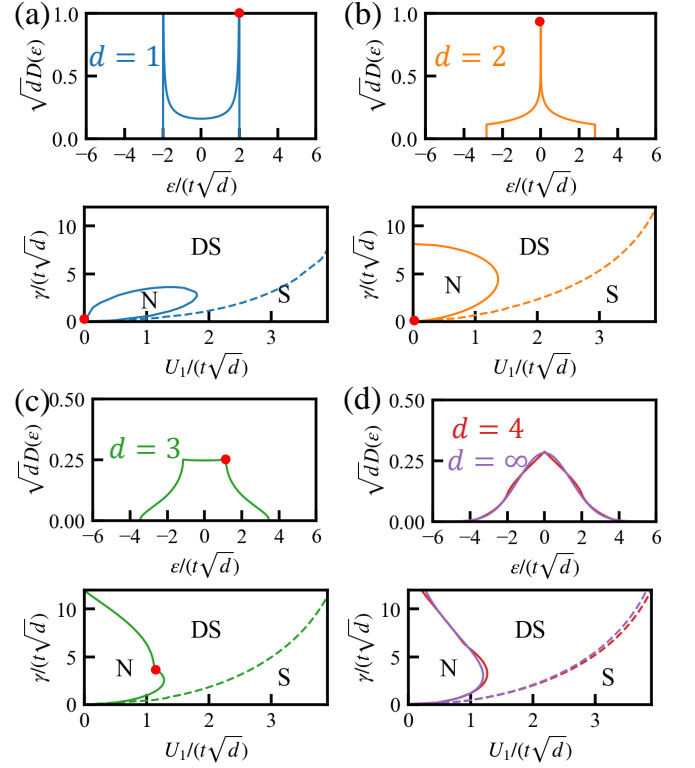 (a)
1.0
0.5
0.0
√dD(ε)
d = 1
−6 −4 −2 0 2 4 6
ε/(t√d)
(b)
1.0
0.5
0.0
√dD(ε)
d = 2
−6 −4 −2 0 2 4 6
ε/(t√d)
10
5
0
γ/(t√d)
DS
N
S
0 1 2 3
U₁/(t√d)
10
5
0
γ/(t√d)
DS
N
S
0 1 2 3
U₁/(t√d)
(c)
0.50
0.25
0.00
√dD(ε)
d = 3
−6 −4 −2 0 2 4 6
ε/(t√d)
(d)
0.50
0.25
0.00
√dD(ε)
d = 4
d = ∞
−6 −4 −2 0 2 4 6
ε/(t√d)
10
5
0
γ/(t√d)
DS
N
S
0 1 2 3
U₁/(t√d)
10
5
0
γ/(t√d)
DS
N
S
0 1 2 3
U₁/(t√d)